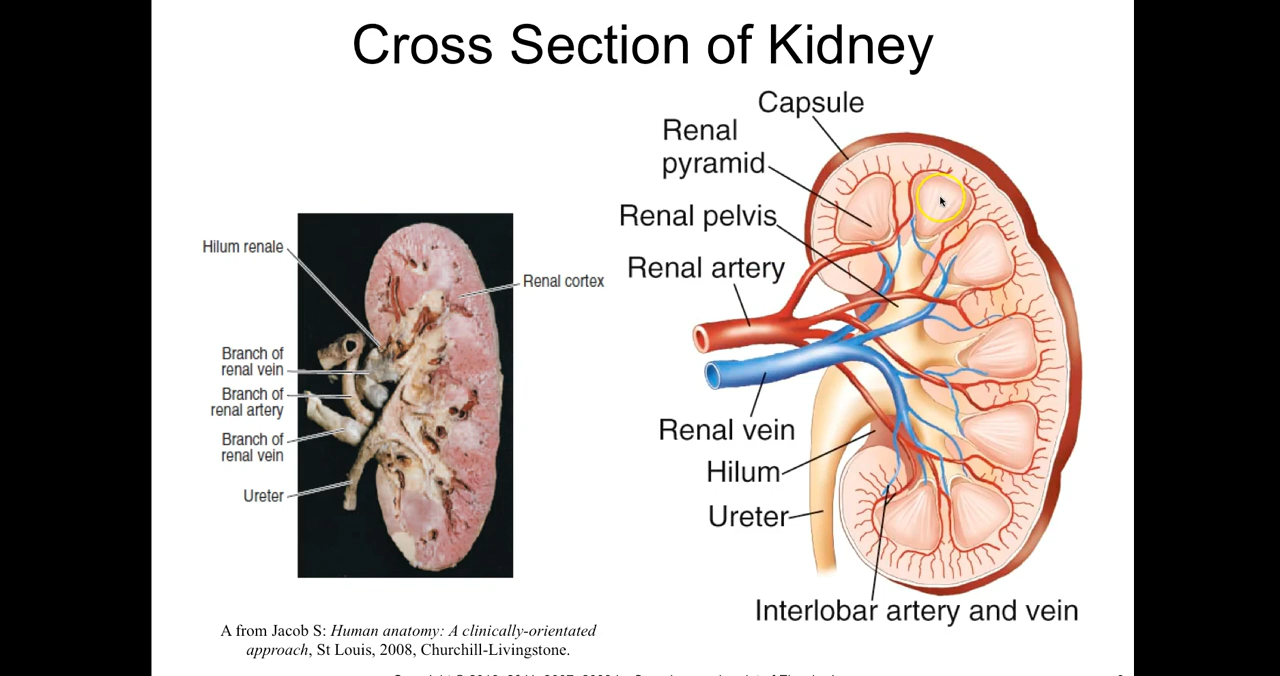 Cross Section of Kidney
Hilum renale
Renal cortex
Branch of
renal vein
Branch of
renal artery
Branch of
renal vein
Ureter
A from Jacob S: Human anatomy: A clinically-orientated
approach, St Louis, 2008, Churchill-Livingstone.
Capsule
Renal
pyramid
Renal pelvis
Renal artery
Renal vein
Hilum
Ureter
Interlobar artery and vein